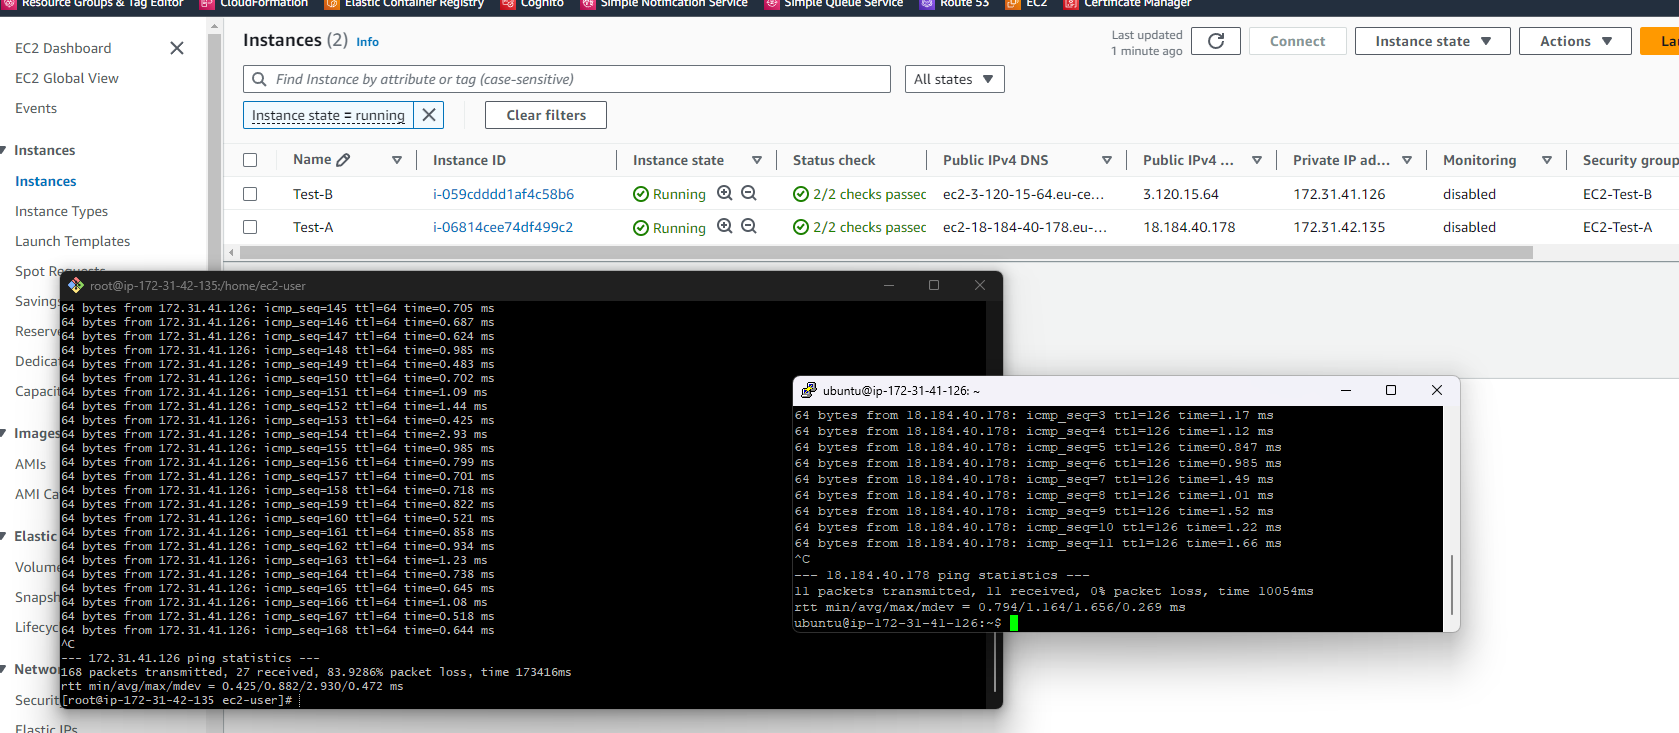 Resource Groups & Tag Editor CloudFormation Elastic Container Registry Cognito Simple Notification Service Simple Queue Service Route 53 EC2 Certificate Manager
EC2 Dashboard
EC2 Global View
Events
Instances
Instances
Instance Types
Launch Templates
Spot Requests
Savings
Reserve
Dedica
Capaci
Images
AMIs
AMI Ca
Elastic
Volume
Snapsh
Lifecyc
Netwo
Securit
Elastic IPs
Instances (2) Info
Last updated
1 minute ago
Connect
Instance state
Actions
La
Find Instance by attribute or tag (case-sensitive)
All states
Instance state = running
Clear filters
Name Instance ID Instance state Status check Public IPv4 DNS Public IPv4 ... Private IP ad... Monitoring Security group
Test-B i-059cdddd1af4c58b6 Running 2/2 checks passec ec2-3-120-15-64.eu-ce... 3.120.15.64 172.31.41.126 disabled EC2-Test-B
Test-A i-06814cee74df499c2 Running 2/2 checks passec ec2-18-184-40-178.eu-... 18.184.40.178 172.31.42.135 disabled EC2-Test-A
root@ip-172-31-42-135:/home/ec2-user
64 bytes from 172.31.41.126: icmp_seq=145 ttl=64 time=0.705 ms
64 bytes from 172.31.41.126: icmp_seq=146 ttl=64 time=0.687 ms
64 bytes from 172.31.41.126: icmp_seq=147 ttl=64 time=0.624 ms
64 bytes from 172.31.41.126: icmp_seq=148 ttl=64 time=0.985 ms
64 bytes from 172.31.41.126: icmp_seq=149 ttl=64 time=0.483 ms
64 bytes from 172.31.41.126: icmp_seq=150 ttl=64 time=0.702 ms
64 bytes from 172.31.41.126: icmp_seq=151 ttl=64 time=1.09 ms
64 bytes from 172.31.41.126: icmp_seq=152 ttl=64 time=1.44 ms
64 bytes from 172.31.41.126: icmp_seq=153 ttl=64 time=0.425 ms
64 bytes from 172.31.41.126: icmp_seq=154 ttl=64 time=2.93 ms
64 bytes from 172.31.41.126: icmp_seq=155 ttl=64 time=0.985 ms
64 bytes from 172.31.41.126: icmp_seq=156 ttl=64 time=0.799 ms
64 bytes from 172.31.41.126: icmp_seq=157 ttl=64 time=0.701 ms
64 bytes from 172.31.41.126: icmp_seq=158 ttl=64 time=0.718 ms
64 bytes from 172.31.41.126: icmp_seq=159 ttl=64 time=0.822 ms
64 bytes from 172.31.41.126: icmp_seq=160 ttl=64 time=0.521 ms
64 bytes from 172.31.41.126: icmp_seq=161 ttl=64 time=0.858 ms
64 bytes from 172.31.41.126: icmp_seq=162 ttl=64 time=0.934 ms
64 bytes from 172.31.41.126: icmp_seq=163 ttl=64 time=1.23 ms
64 bytes from 172.31.41.126: icmp_seq=164 ttl=64 time=0.738 ms
64 bytes from 172.31.41.126: icmp_seq=165 ttl=64 time=0.645 ms
64 bytes from 172.31.41.126: icmp_seq=166 ttl=64 time=1.08 ms
64 bytes from 172.31.41.126: icmp_seq=167 ttl=64 time=0.518 ms
64 bytes from 172.31.41.126: icmp_seq=168 ttl=64 time=0.644 ms
^C
--- 172.31.41.126 ping statistics ---
168 packets transmitted, 27 received, 83.9286% packet loss, time 173416ms
rtt min/avg/max/mdev = 0.425/0.882/2.930/0.472 ms
[root@ip-172-31-42-135 ec2-user]#
ubuntu@ip-172-31-41-126: ~
64 bytes from 18.184.40.178: icmp_seq=3 ttl=126 time=1.17 ms
64 bytes from 18.184.40.178: icmp_seq=4 ttl=126 time=1.12 ms
64 bytes from 18.184.40.178: icmp_seq=5 ttl=126 time=0.847 ms
64 bytes from 18.184.40.178: icmp_seq=6 ttl=126 time=0.985 ms
64 bytes from 18.184.40.178: icmp_seq=7 ttl=126 time=1.49 ms
64 bytes from 18.184.40.178: icmp_seq=8 ttl=126 time=1.01 ms
64 bytes from 18.184.40.178: icmp_seq=9 ttl=126 time=1.52 ms
64 bytes from 18.184.40.178: icmp_seq=10 ttl=126 time=1.22 ms
64 bytes from 18.184.40.178: icmp_seq=11 ttl=126 time=1.66 ms
^C
--- 18.184.40.178 ping statistics ---
11 packets transmitted, 11 received, 0% packet loss, time 10054ms
rtt min/avg/max/mdev = 0.794/1.164/1.656/0.269 ms
ubuntu@ip-172-31-41-126:~$